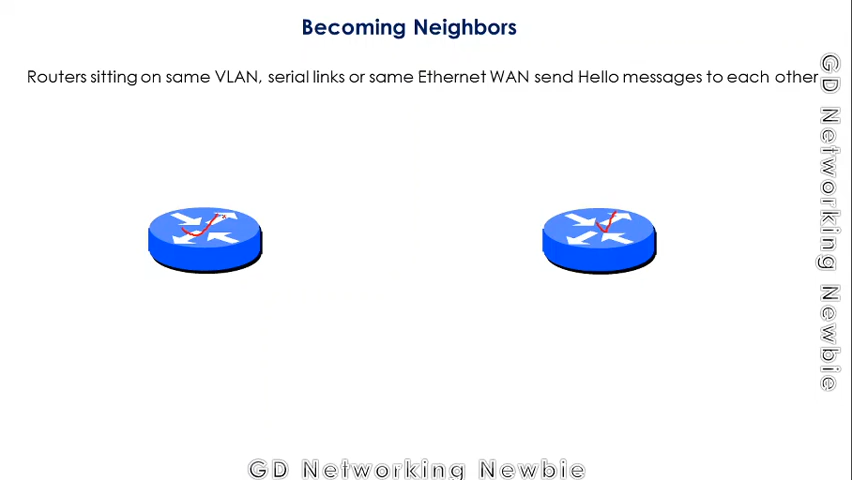 Becoming Neighbors
Routers sitting on same VLAN, serial links or same Ethernet WAN send Hello messages to each other
GD Networking Newbie
GD Networking Newbie